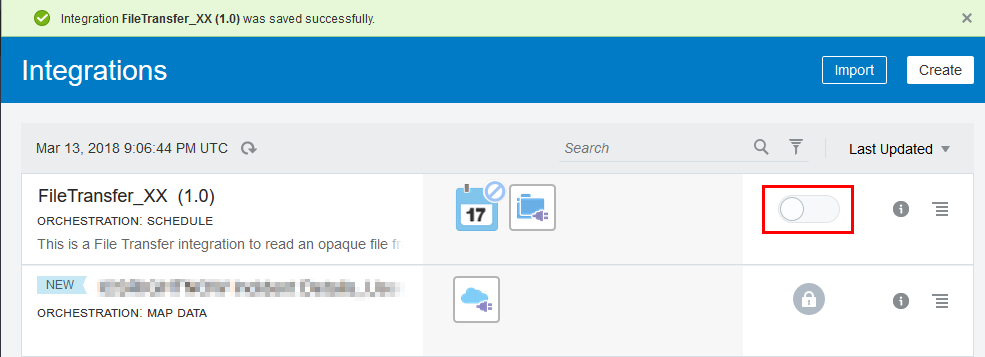 Integration FileTransfer_XX (1.0) was saved successfully.
Integrations
Import
Create
Mar 13, 2018 9:06:44 PM UTC
Search
Last Updated
FileTransfer_XX (1.0)
17
ORCHESTRATION: SCHEDULE
This is a File Transfer integration to read an opaque file fr
NEW
ORCHESTRATION: MAP DATA